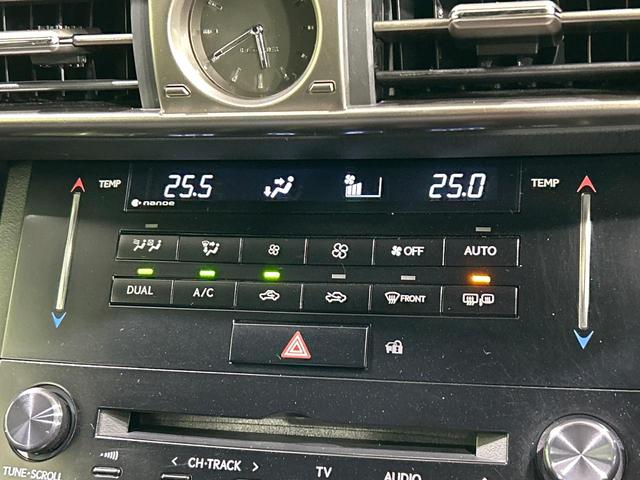 TEMP 25.5 25.0 TEMP
nanoe
OFF AUTO
DUAL A/C FRONT
TUNE•SCROLL
< CH•TRACK >
TV
AUDIO